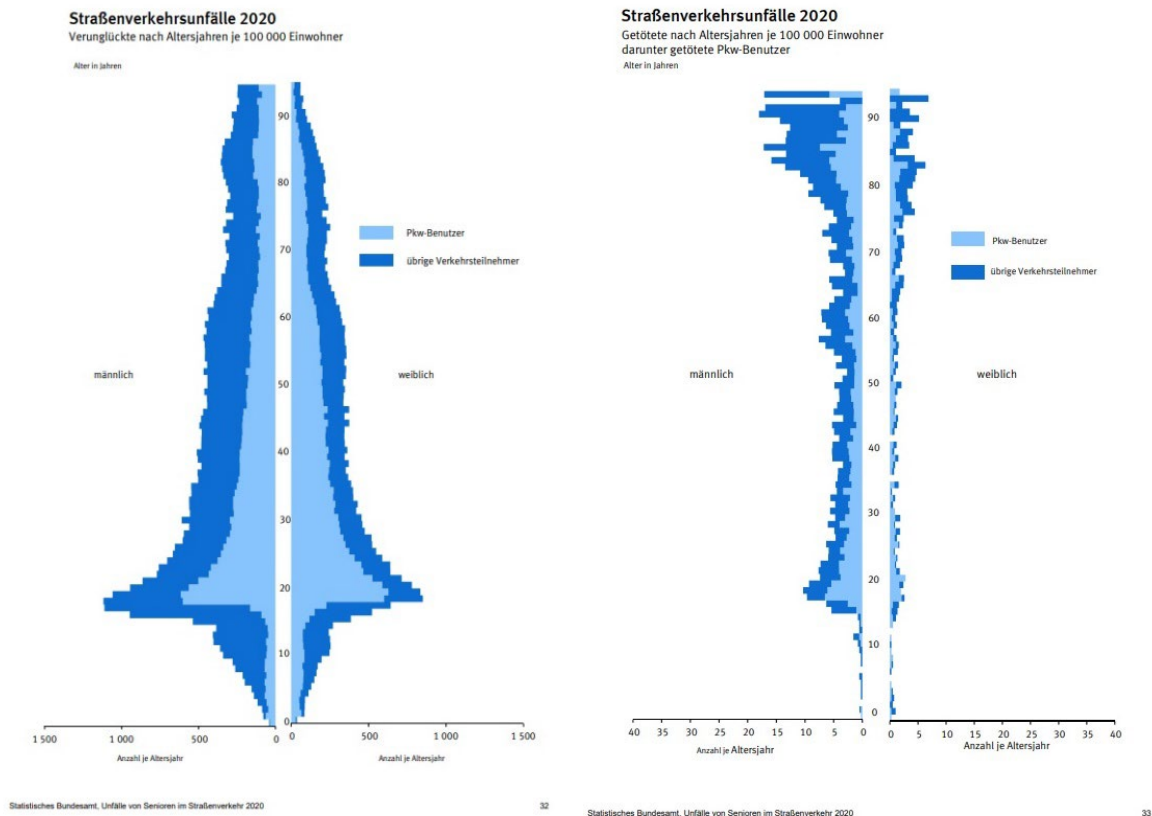 Straßenverkehrsunfälle 2020
Verunglückte nach Altersjahren je 100 000 Einwohner
Alter in Jahren
90
80
Pkw-Benutzer
70
übrige Verkehrsteilnehmer
60
männlich
weiblich
50
40
30
20
10
0
1 500
1 000
500
0
0
500
1 000
1 500
Anzahl je Altersjahr
Anzahl je Altersjahr
Statistisches Bundesamt, Unfälle von Senioren im Straßenverkehr 2020
32
Straßenverkehrsunfälle 2020
Getötete nach Altersjahren je 100 000 Einwohner
darunter getötete Pkw-Benutzer
Alter in Jahren
90
80
Pkw-Benutzer
70
übrige Verkehrsteilnehmer
60
männlich
weiblich
50
40
30
20
10
0
40
35
30
25
20
15
10
5
0
0
5
10
15
20
25
30
35
40
Anzahl je Altersjahr
Anzahl je Altersjahr
Statistisches Bundesamt, Unfälle von Senioren im Straßenverkehr 2020
33